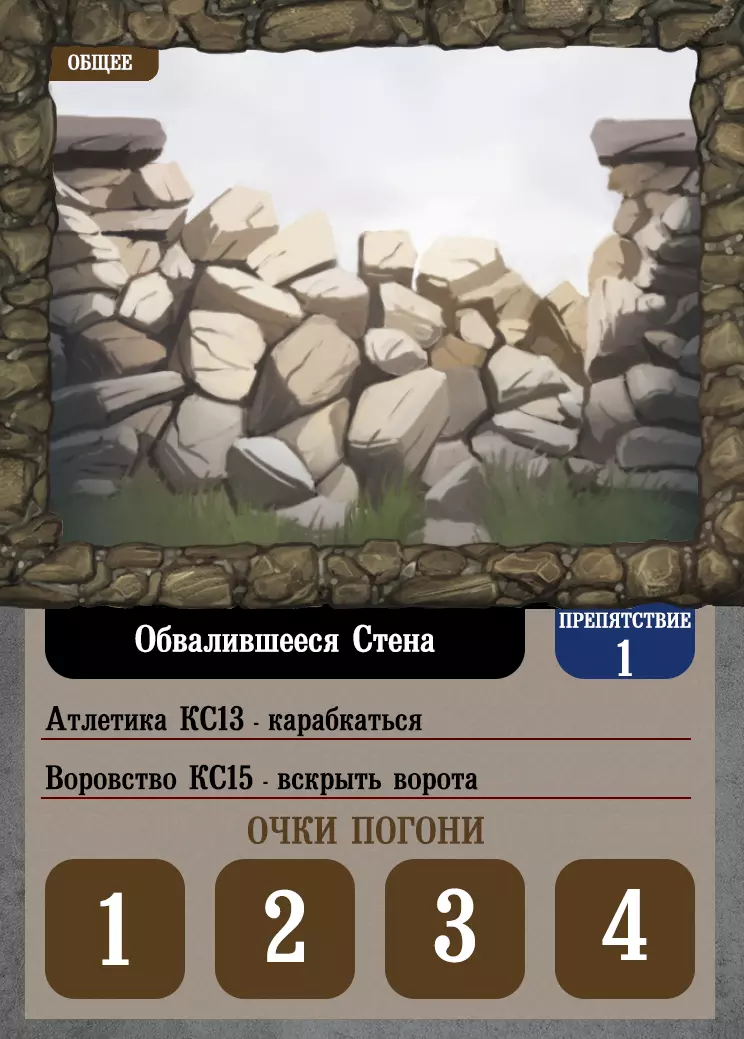 ОБЩЕЕ
Обвалившееся Стена
ПРЕПЯТСТВИЕ
1
Атлетика КС13 - карабкаться
Воровство КС15 - вскрыть ворота
ОЧКИ ПОГОНИ
1 2 3 4